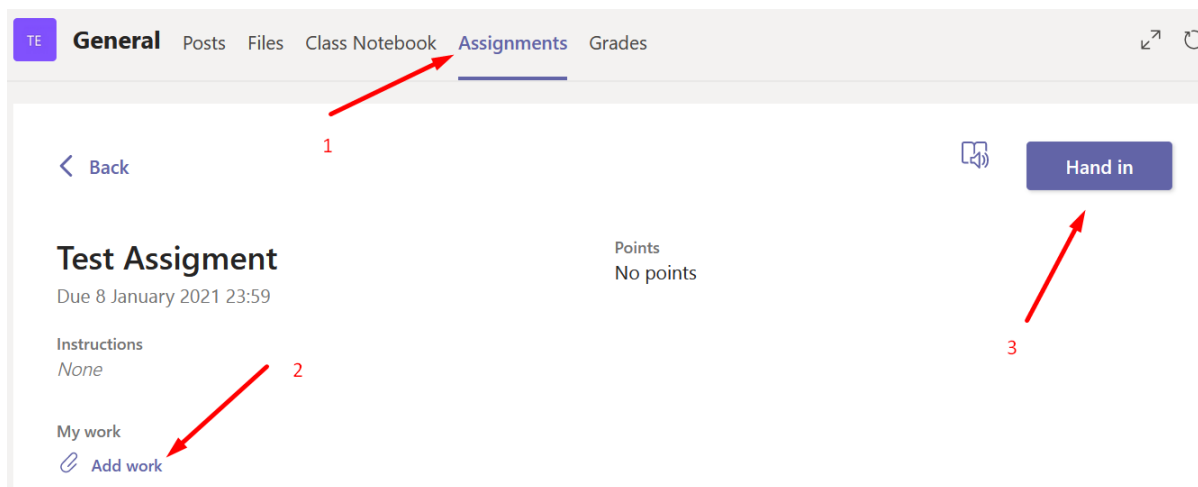 TE General Posts Files Class Notebook Assignments Grades
1
Back
Hand in
Test Assigment
Due 8 January 2021 23:59
Points
No points
Instructions
None
2
3
My work
Add work